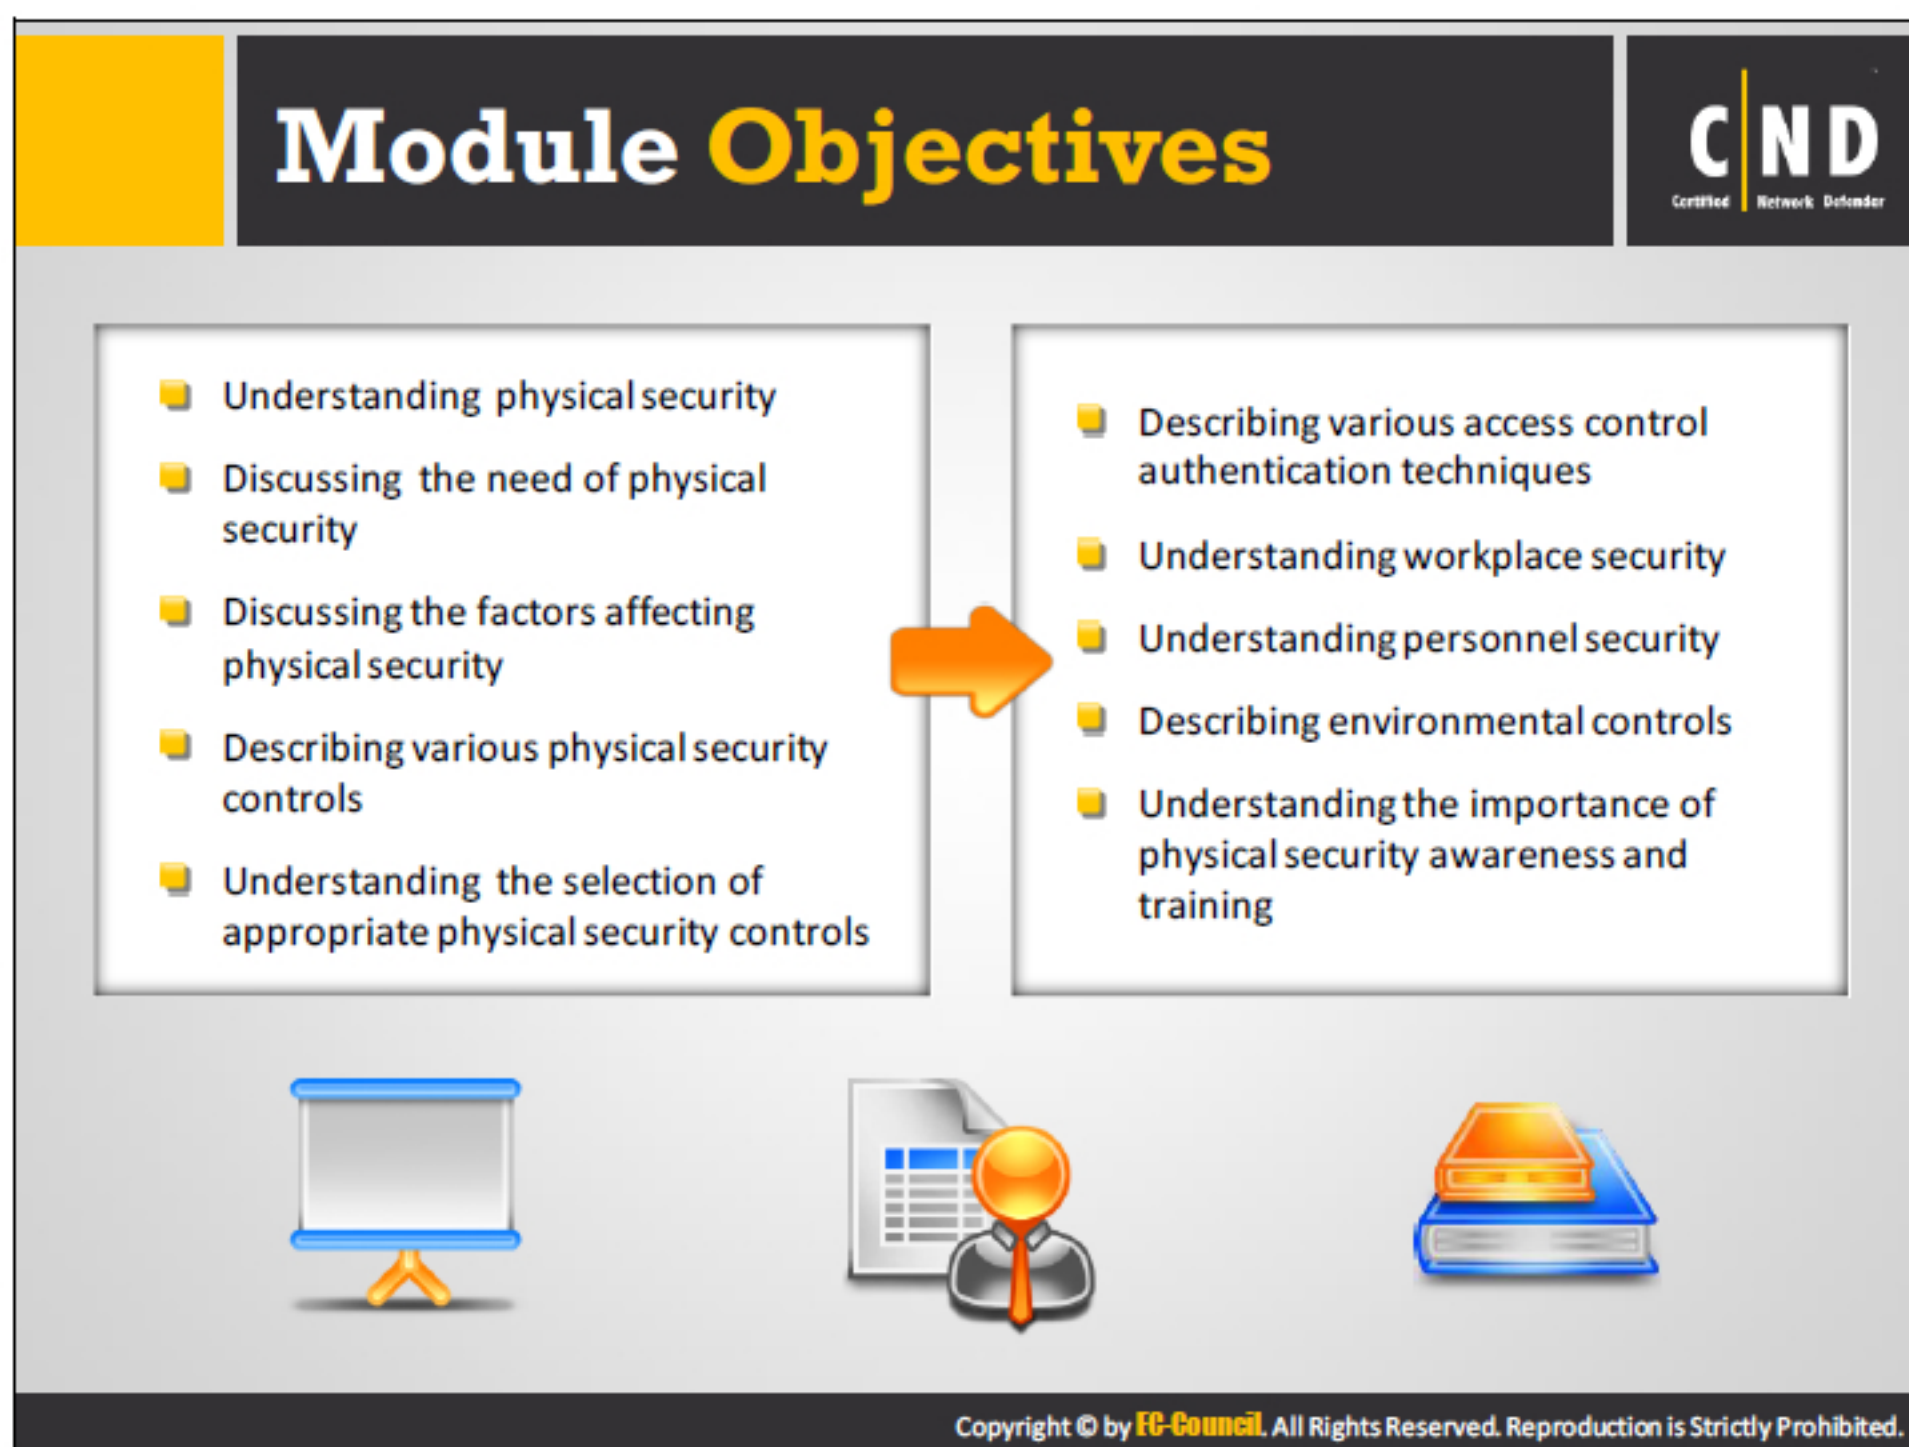 Module Objectives
C ND
Certified Network Defender
Understanding physical security
Discussing the need of physical
security
Discussing the factors affecting
physical security
Describing various physical security
controls
Understanding the selection of
appropriate physical security controls
Describing various access control
authentication techniques
Understanding workplace security
Understanding personnel security
Describing environmental controls
Understanding the importance of
physical security awareness and
training
Copyright © by EC-Council. All Rights Reserved. Reproduction is Strictly Prohibited.